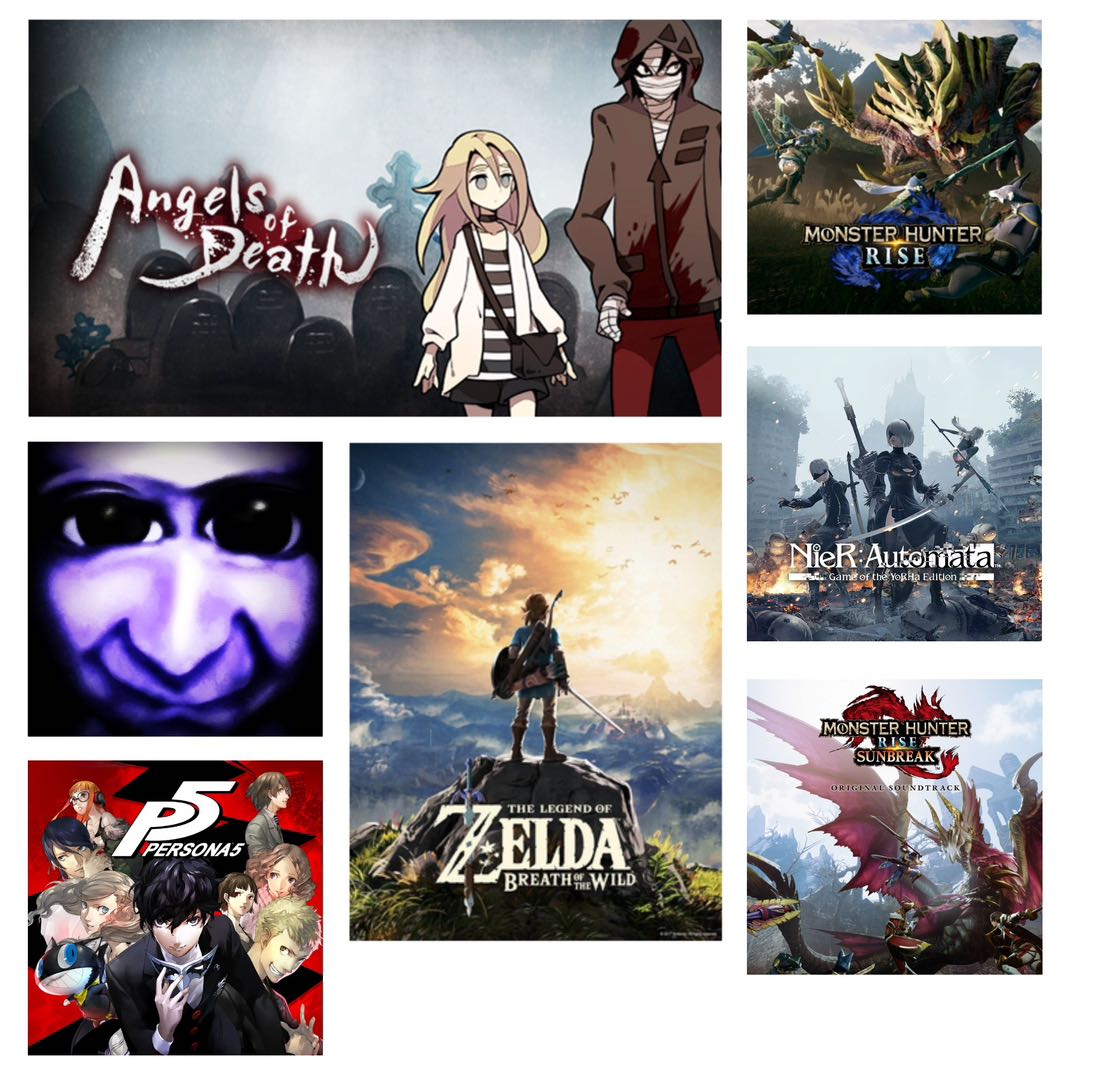 Angels
of
Death
MONSTER HUNTER
RISE
NieR:Automata
Game of the YoRHa Edition
P5
PERSONA5
THE LEGEND OF
ZELDA
BREATH OF THE WILD
MONSTER HUNTER
RISE
SUNBREAK
ORIGINAL SOUNDTRACK